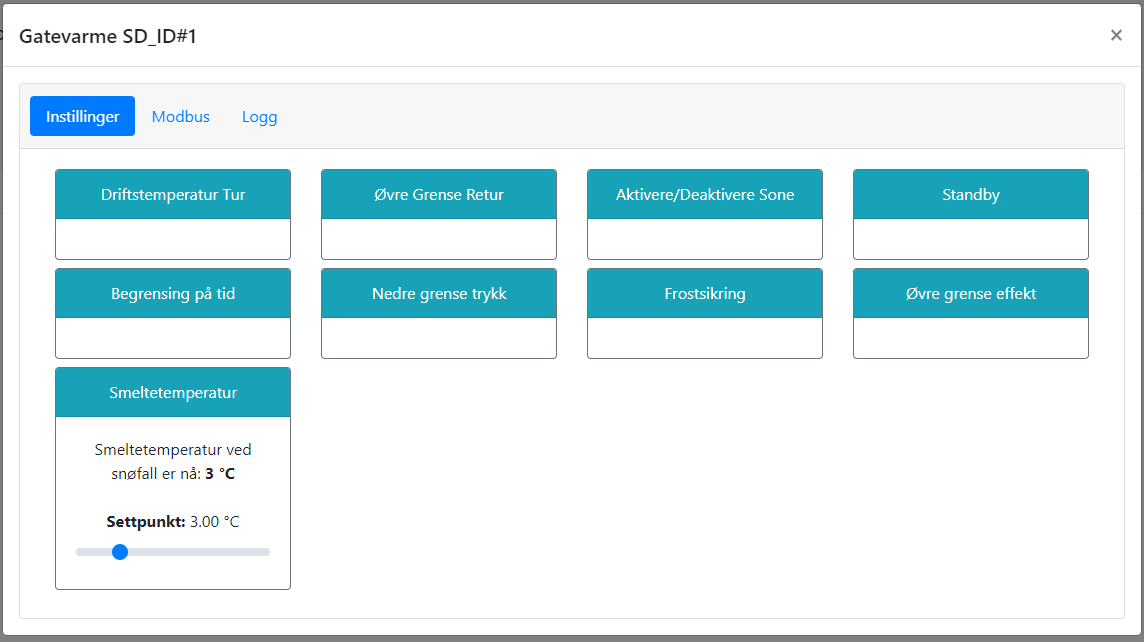 Gatevarme SD_ID#1
×
Instillinger
Modbus
Logg
Driftstemperatur Tur
Øvre Grense Retur
Aktivere/Deaktivere Sone
Standby
Begrensing på tid
Nedre grense trykk
Frostsikring
Øvre grense effekt
Smeltetemperatur
Smeltetemperatur ved
snøfall er nå: 3 °C
Settpunkt: 3.00 °C